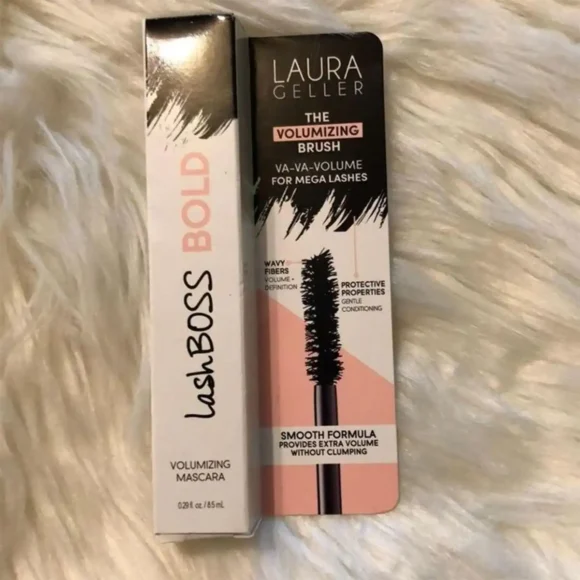 lashBOSS BOLD
VOLUMIZING
MASCARA
0.29 fl. oz. / 8.5 mL
LAURA
GELLER
THE
VOLUMIZING
BRUSH
VA-VA-VOLUME
FOR MEGA LASHES
WAVY
FIBERS
VOLUME +
DEFINITION
PROTECTIVE
PROPERTIES
GENTLE
CONDITIONING
SMOOTH FORMULA
PROVIDES EXTRA VOLUME
WITHOUT CLUMPING